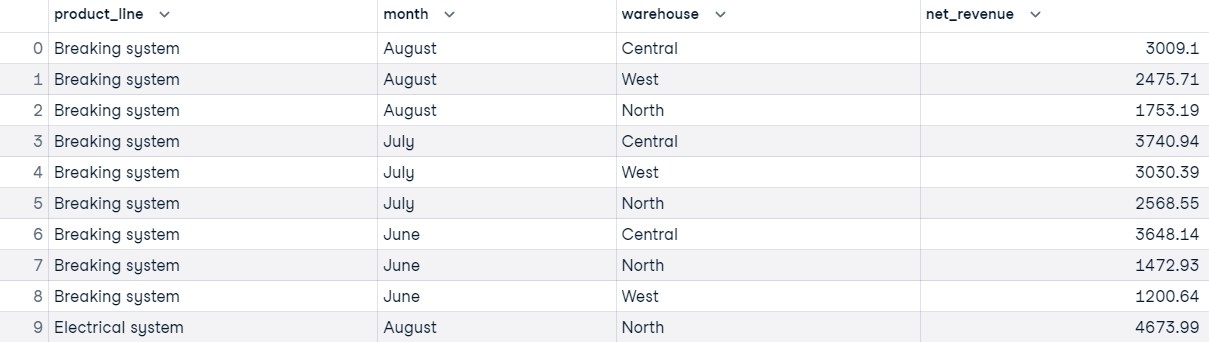 product_line month warehouse net_revenue
0 Breaking system August Central 3009.1
1 Breaking system August West 2475.71
2 Breaking system August North 1753.19
3 Breaking system July Central 3740.94
4 Breaking system July West 3030.39
5 Breaking system July North 2568.55
6 Breaking system June Central 3648.14
7 Breaking system June North 1472.93
8 Breaking system June West 1200.64
9 Electrical system August North 4673.99